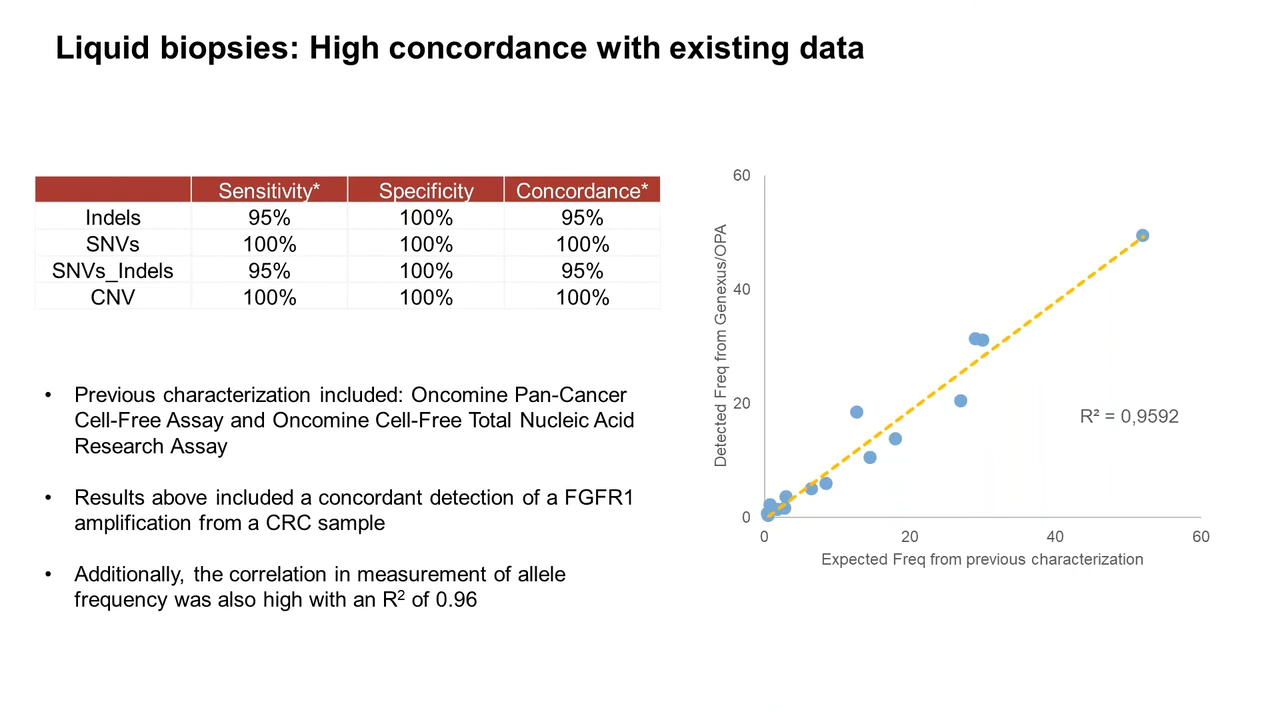 Liquid biopsies: High concordance with existing data
Sensitivity* Specificity Concordance*
Indels 95% 100% 95%
SNVs 100% 100% 100%
SNVs_Indels 95% 100% 95%
CNV 100% 100% 100%
• Previous characterization included: Oncomine Pan-Cancer
Cell-Free Assay and Oncomine Cell-Free Total Nucleic Acid
Research Assay
• Results above included a concordant detection of a FGFR1
amplification from a CRC sample
• Additionally, the correlation in measurement of allele
frequency was also high with an R² of 0.96
Detected Freq from Genexus/OPA
60
40
20
0
R² = 0,9592
0 20 40 60
Expected Freq from previous characterization